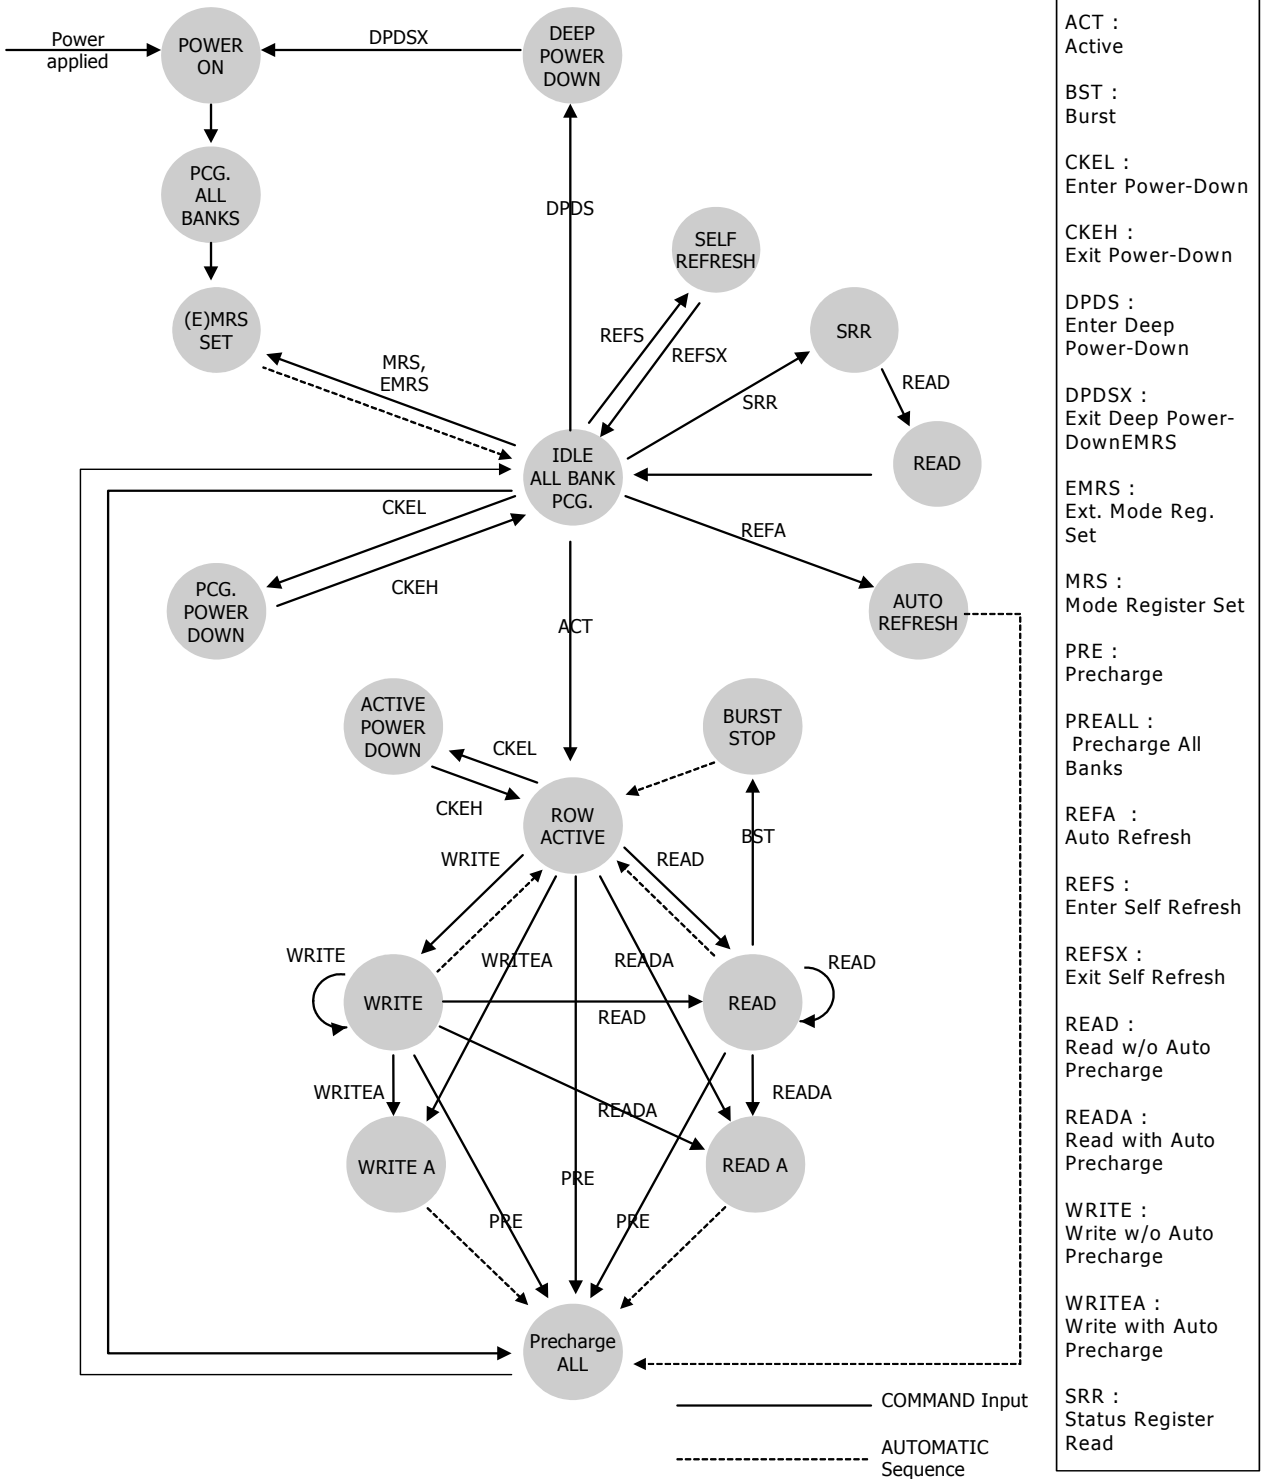 Power
applied
POWER
ON
DPDSX
DEEP
POWER
DOWN
PCG.
ALL
BANKS
DPDS
SELF
REFRESH
(E)MRS
SET
MRS,
EMRS
REFS
REFSX
SRR
SRR
READ
READ
IDLE
ALL BANK
PCG.
CKEL
CKEH
REFA
PCG.
POWER
DOWN
ACT
AUTO
REFRESH
ACTIVE
POWER
DOWN
CKEL
CKEH
BURST
STOP
ROW
ACTIVE
BST
WRITE
READ
WRITE
WRITEA
READA
READ
WRITE
READ
READ
WRITEA
READA
READA
WRITE A
READ A
PRE
PRE
PRE
Precharge
ALL
COMMAND Input
AUTOMATIC
Sequence
ACT :
Active
BST :
Burst
CKEL :
Enter Power-Down
CKEH :
Exit Power-Down
DPDS :
Enter Deep
Power-Down
DPDSX :
Exit Deep Power-
DownEMRS
EMRS :
Ext. Mode Reg.
Set
MRS :
Mode Register Set
PRE :
Precharge
PREALL :
Precharge All
Banks
REFA :
Auto Refresh
REFS :
Enter Self Refresh
REFSX :
Exit Self Refresh
READ :
Read w/o Auto
Precharge
READA :
Read with Auto
Precharge
WRITE :
Write w/o Auto
Precharge
WRITEA :
Write with Auto
Precharge
SRR :
Status Register
Read